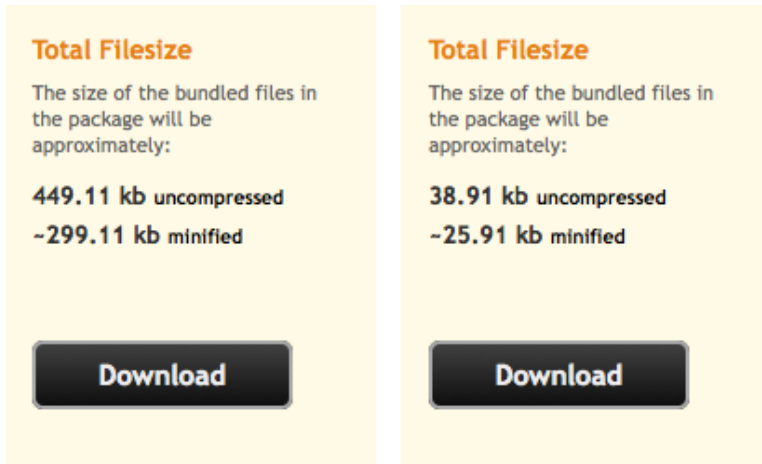 Total Filesize
The size of the bundled files in
the package will be
approximately:
449.11 kb uncompressed
~299.11 kb minified
Download
Total Filesize
The size of the bundled files in
the package will be
approximately:
38.91 kb uncompressed
~25.91 kb minified
Download